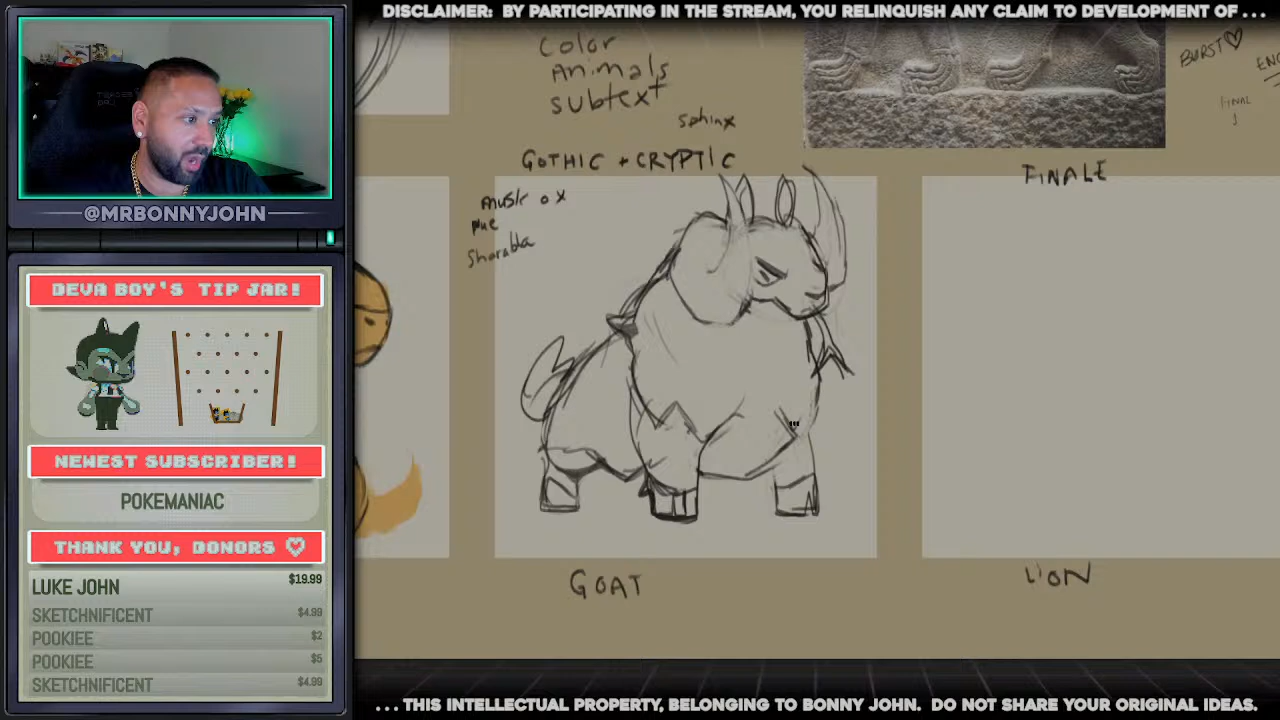 DISCLAIMER: BY PARTICIPATING IN THE STREAM, YOU RELINQUISH ANY CLAIM TO DEVELOPMENT OF . . .
@MRBONNYJOHN
DEVA BOY'S TIP JAR!
NEWEST SUBSCRIBER!
POKEMANIAC
THANK YOU, DONORS ♡
LUKE JOHN $19.99
SKETCHNIFICENT $4.99
POOKIEE $2
POOKIEE $5
SKETCHNIFICENT $4.99
Color
Animals
subtext
sphinx
GOTHIC + CRYPTIC
musk ox
BURST♡
FINAL
FINALE
GOAT
LION
. . . THIS INTELLECTUAL PROPERTY, BELONGING TO BONNY JOHN. DO NOT SHARE YOUR ORIGINAL IDEAS.